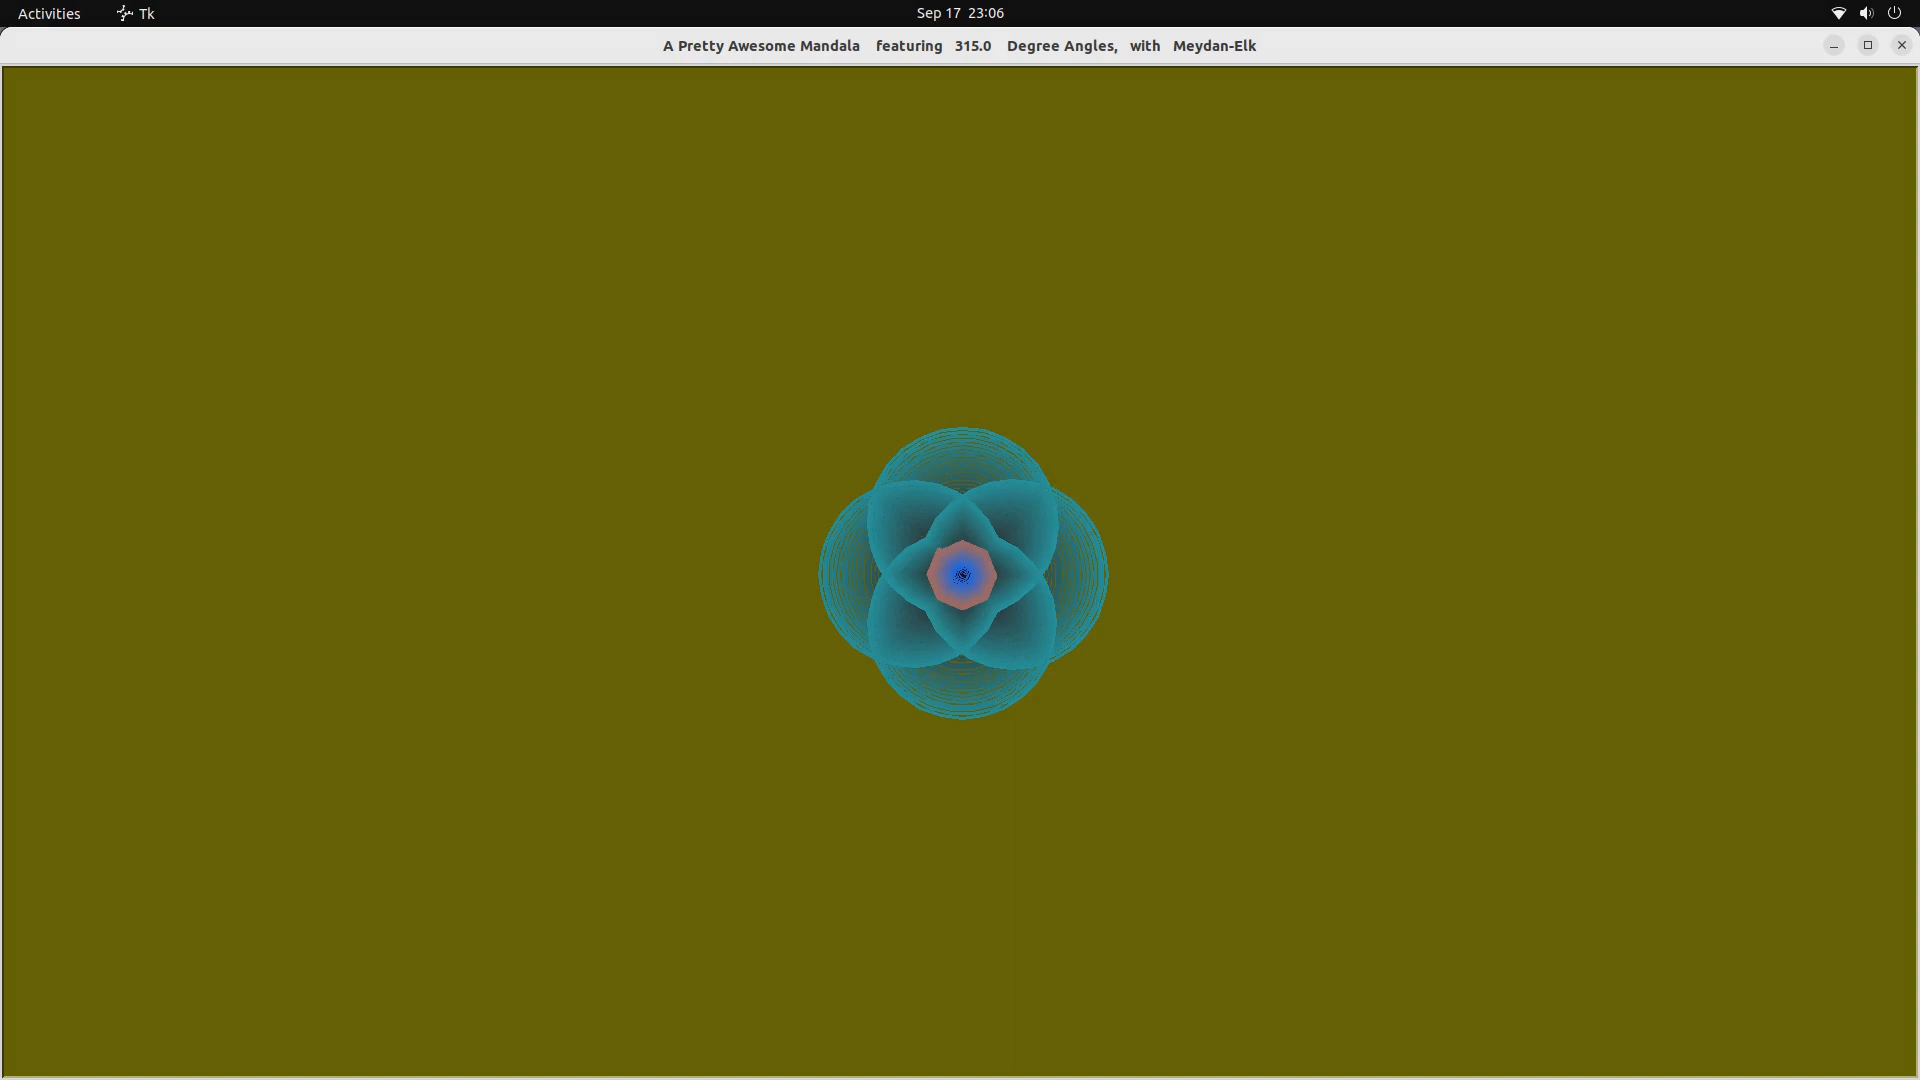 Activities Tk Sep 17 23:06
A Pretty Awesome Mandala featuring 315.0 Degree Angles, with Meydan-Elk